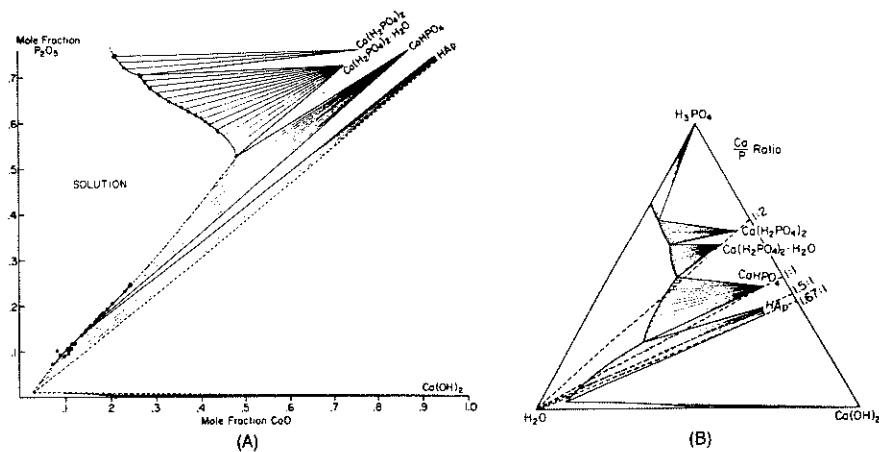 Mole Fraction
P₂O₅
.7
.6
.5
.4
.3
.2
.1
SOLUTION
Ca(H₂PO₄)₂
Ca(H₂PO₄)₂·H₂O
CaHPO₄
HAp
Ca(OH)₂
.1 .2 .3 .4 .5 .6 .7 .8 .9 1.0
Mole Fraction CaO
(A)
H₃PO₄
Ca/P Ratio
1:2
Ca(H₂PO₄)₂
Ca(H₂PO₄)₂·H₂O
CaHPO₄
1:1
1.5:1
HAp
1.67:1
H₂O
Ca(OH)₂
(B)